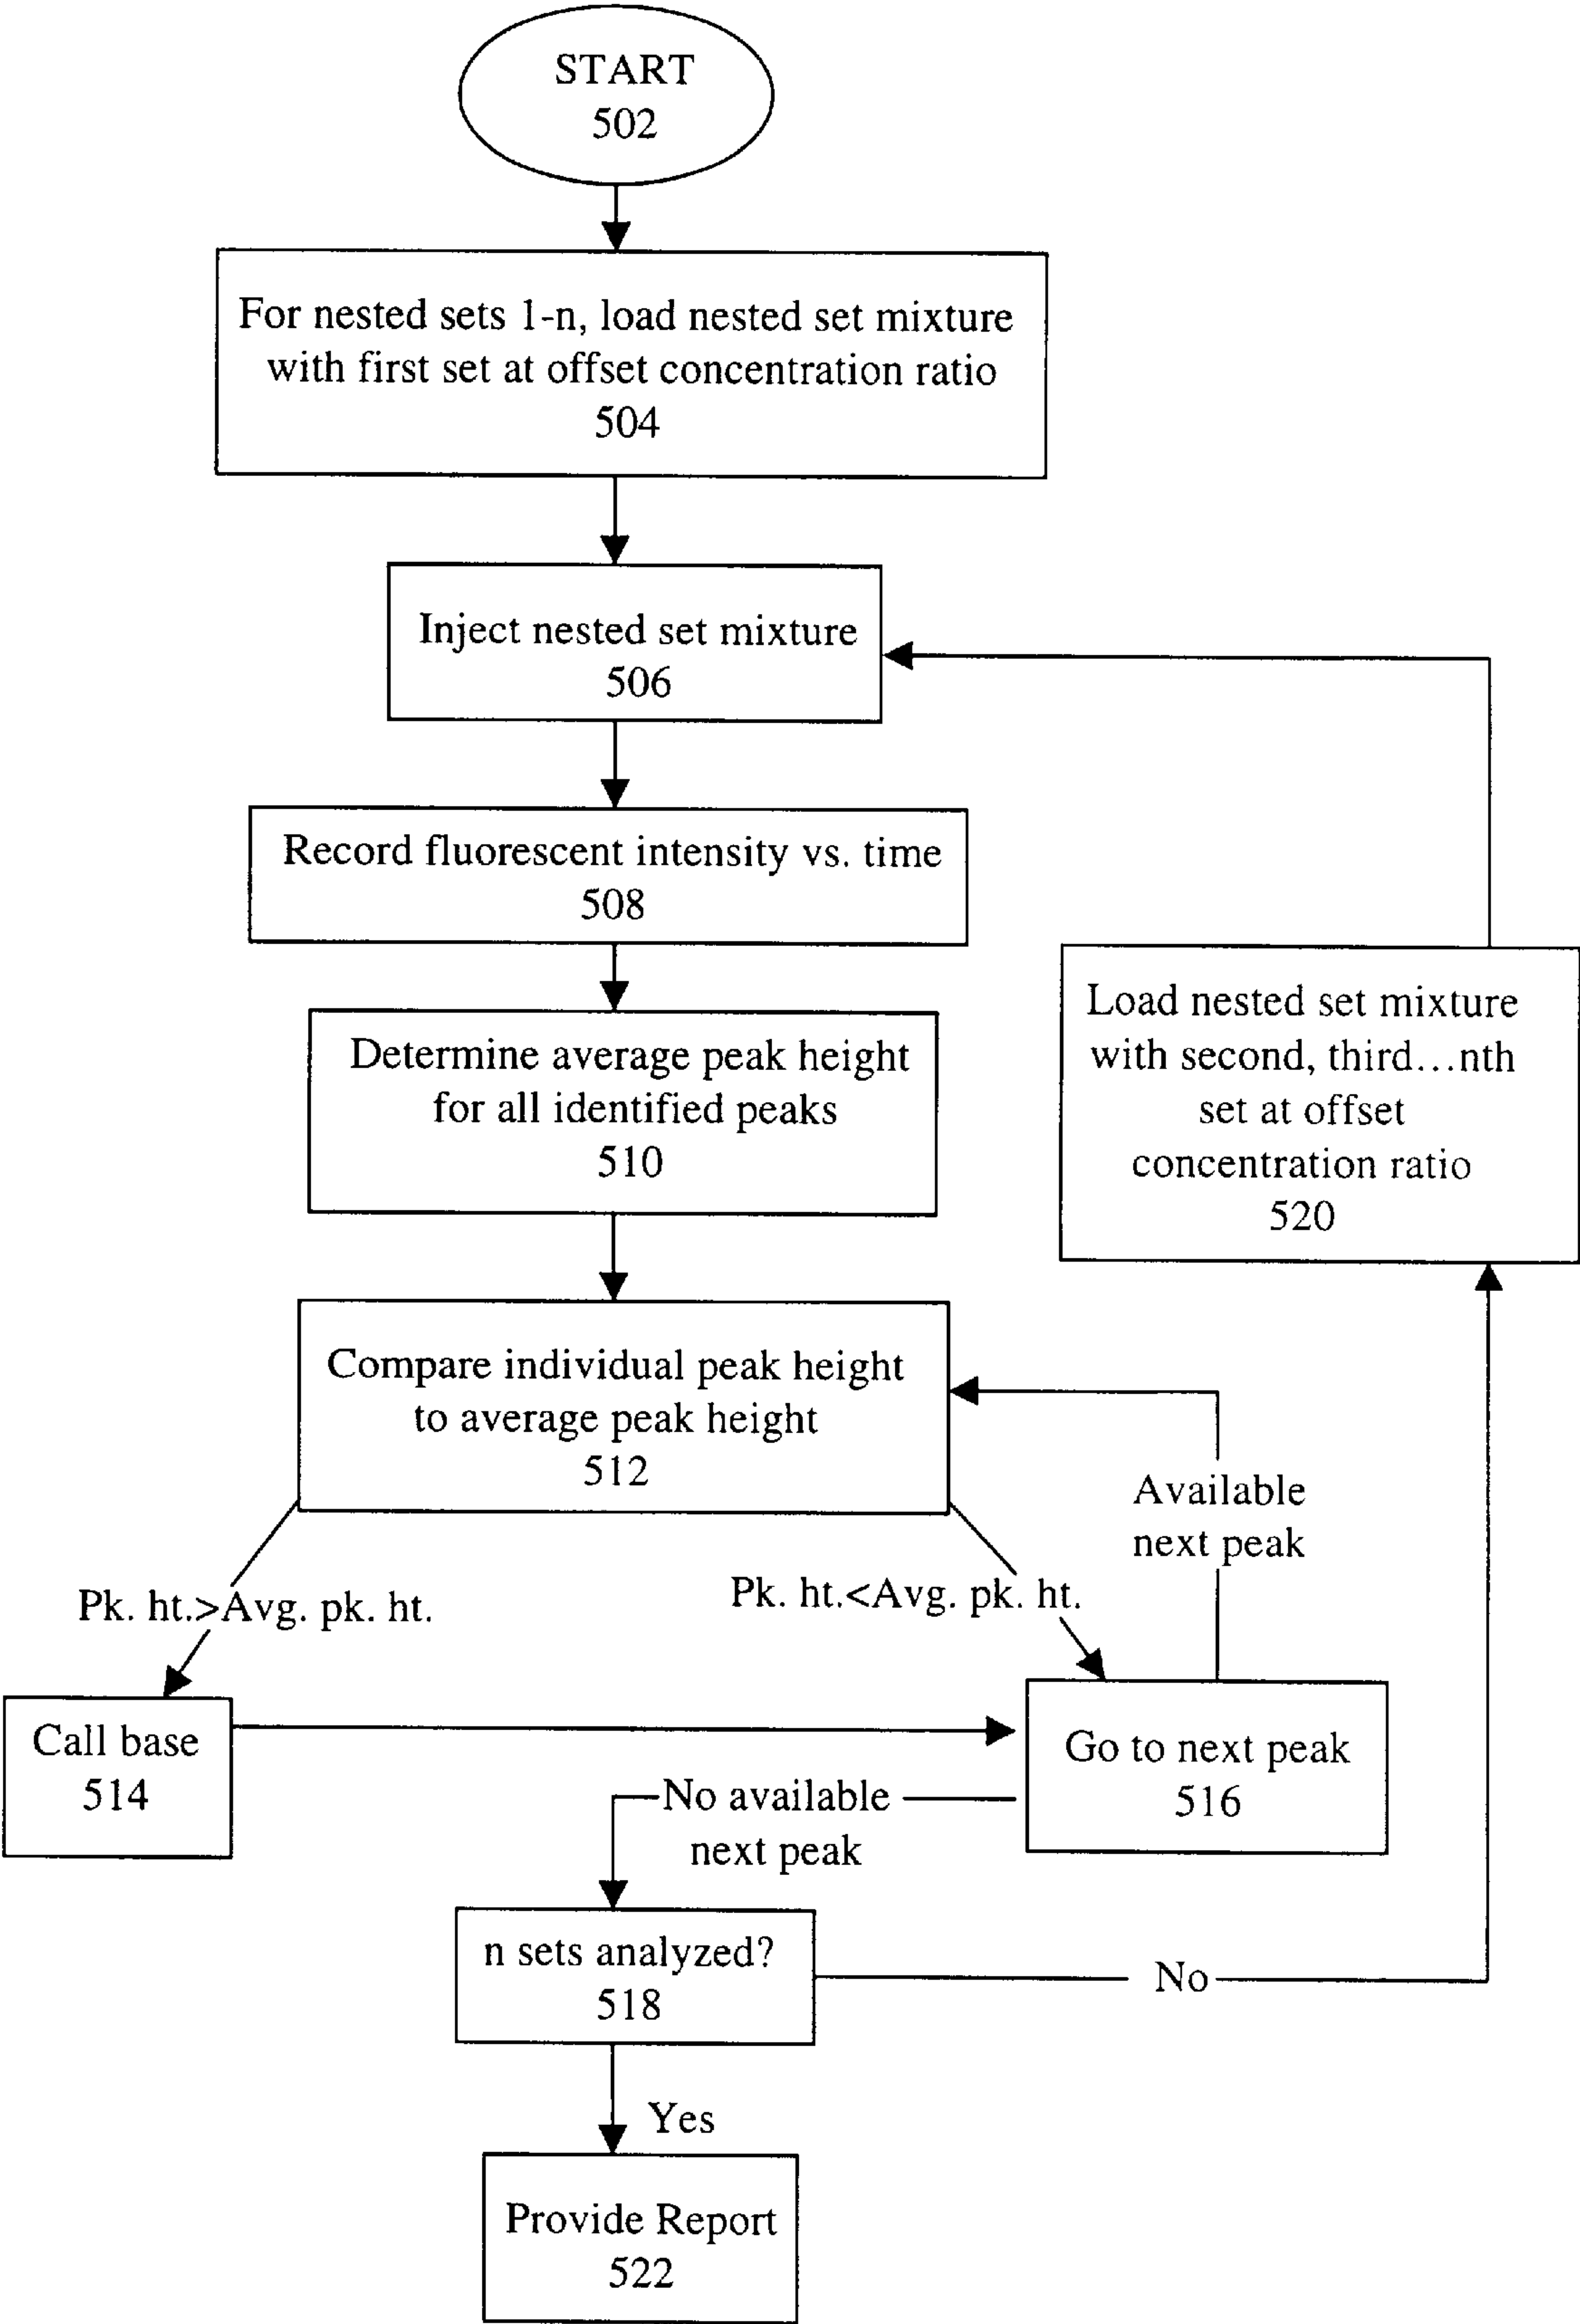 START
502
For nested sets 1-n, load nested set mixture
with first set at offset concentration ratio
504
Inject nested set mixture
506
Record fluorescent intensity vs. time
508
Determine average peak height
for all identified peaks
510
Load nested set mixture
with second, third...nth
set at offset
concentration ratio
520
Compare individual peak height
to average peak height
512
Available
next peak
Pk. ht.>Avg. pk. ht.
Pk. ht.<Avg. pk. ht.
Call base
514
Go to next peak
516
No available
next peak
n sets analyzed?
518
No
Yes
Provide Report
522